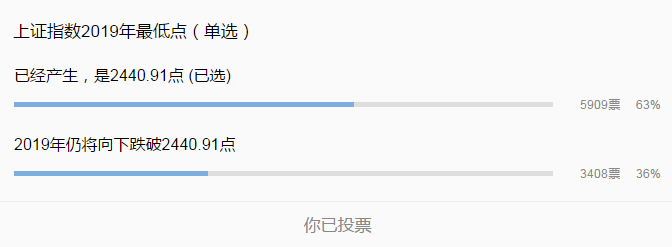 上证指数2019年最低点（单选）
已经产生，是2440.91点 (已选)
5909票 63%
2019年仍将向下跌破2440.91点
3408票 36%
你已投票